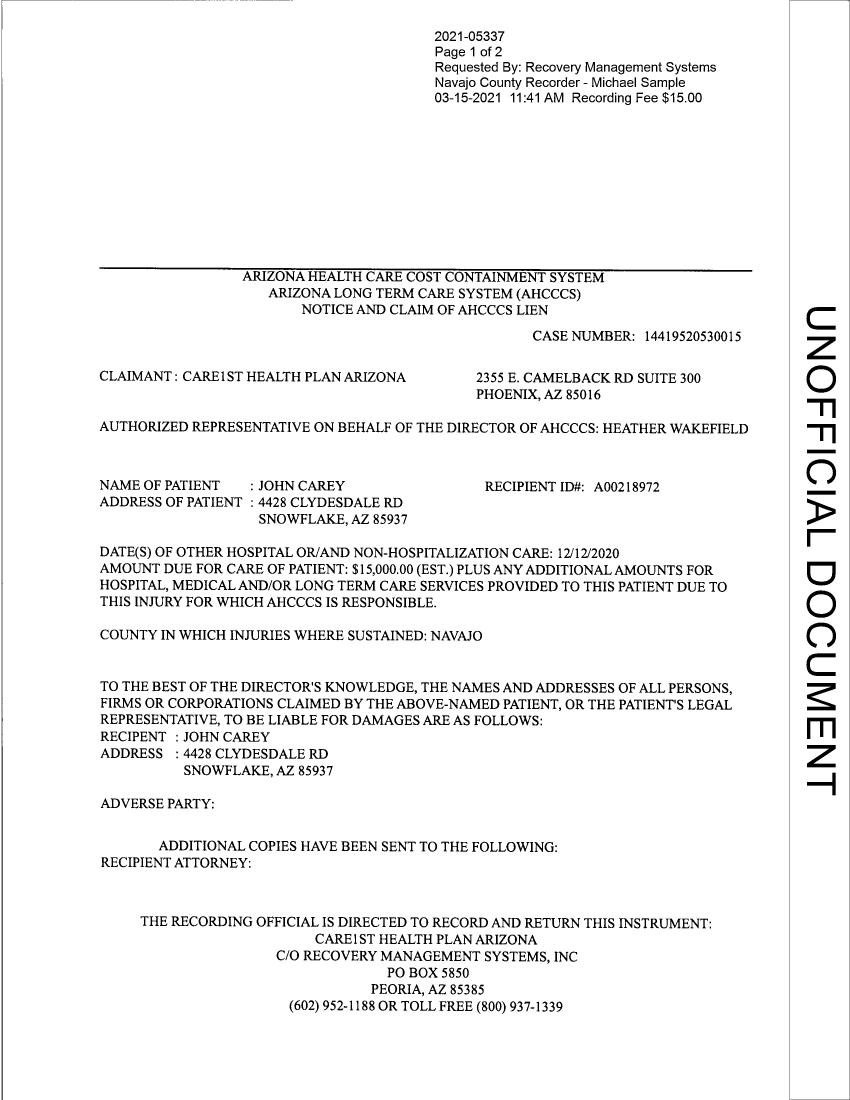 2021-05337
Page 1 of 2
Requested By: Recovery Management Systems
Navajo County Recorder - Michael Sample
03-15-2021 11:41 AM Recording Fee $15.00
ARIZONA HEALTH CARE COST CONTAINMENT SYSTEM
ARIZONA LONG TERM CARE SYSTEM (AHCCCS)
NOTICE AND CLAIM OF AHCCCS LIEN
CASE NUMBER: 14419520530015
CLAIMANT : CARE1ST HEALTH PLAN ARIZONA 2355 E. CAMELBACK RD SUITE 300
PHOENIX, AZ 85016
AUTHORIZED REPRESENTATIVE ON BEHALF OF THE DIRECTOR OF AHCCCS: HEATHER WAKEFIELD
NAME OF PATIENT : JOHN CAREY RECIPIENT ID#: A00218972
ADDRESS OF PATIENT : 4428 CLYDESDALE RD
SNOWFLAKE, AZ 85937
DATE(S) OF OTHER HOSPITAL OR/AND NON-HOSPITALIZATION CARE: 12/12/2020
AMOUNT DUE FOR CARE OF PATIENT: $15,000.00 (EST.) PLUS ANY ADDITIONAL AMOUNTS FOR
HOSPITAL, MEDICAL AND/OR LONG TERM CARE SERVICES PROVIDED TO THIS PATIENT DUE TO
THIS INJURY FOR WHICH AHCCCS IS RESPONSIBLE.
COUNTY IN WHICH INJURIES WHERE SUSTAINED: NAVAJO
TO THE BEST OF THE DIRECTOR'S KNOWLEDGE, THE NAMES AND ADDRESSES OF ALL PERSONS,
FIRMS OR CORPORATIONS CLAIMED BY THE ABOVE-NAMED PATIENT, OR THE PATIENT'S LEGAL
REPRESENTATIVE, TO BE LIABLE FOR DAMAGES ARE AS FOLLOWS:
RECIPENT : JOHN CAREY
ADDRESS : 4428 CLYDESDALE RD
SNOWFLAKE, AZ 85937
ADVERSE PARTY:
ADDITIONAL COPIES HAVE BEEN SENT TO THE FOLLOWING:
RECIPIENT ATTORNEY:
THE RECORDING OFFICIAL IS DIRECTED TO RECORD AND RETURN THIS INSTRUMENT:
CARE1ST HEALTH PLAN ARIZONA
C/O RECOVERY MANAGEMENT SYSTEMS, INC
PO BOX 5850
PEORIA, AZ 85385
(602) 952-1188 OR TOLL FREE (800) 937-1339
UNOFFICIAL DOCUMENT